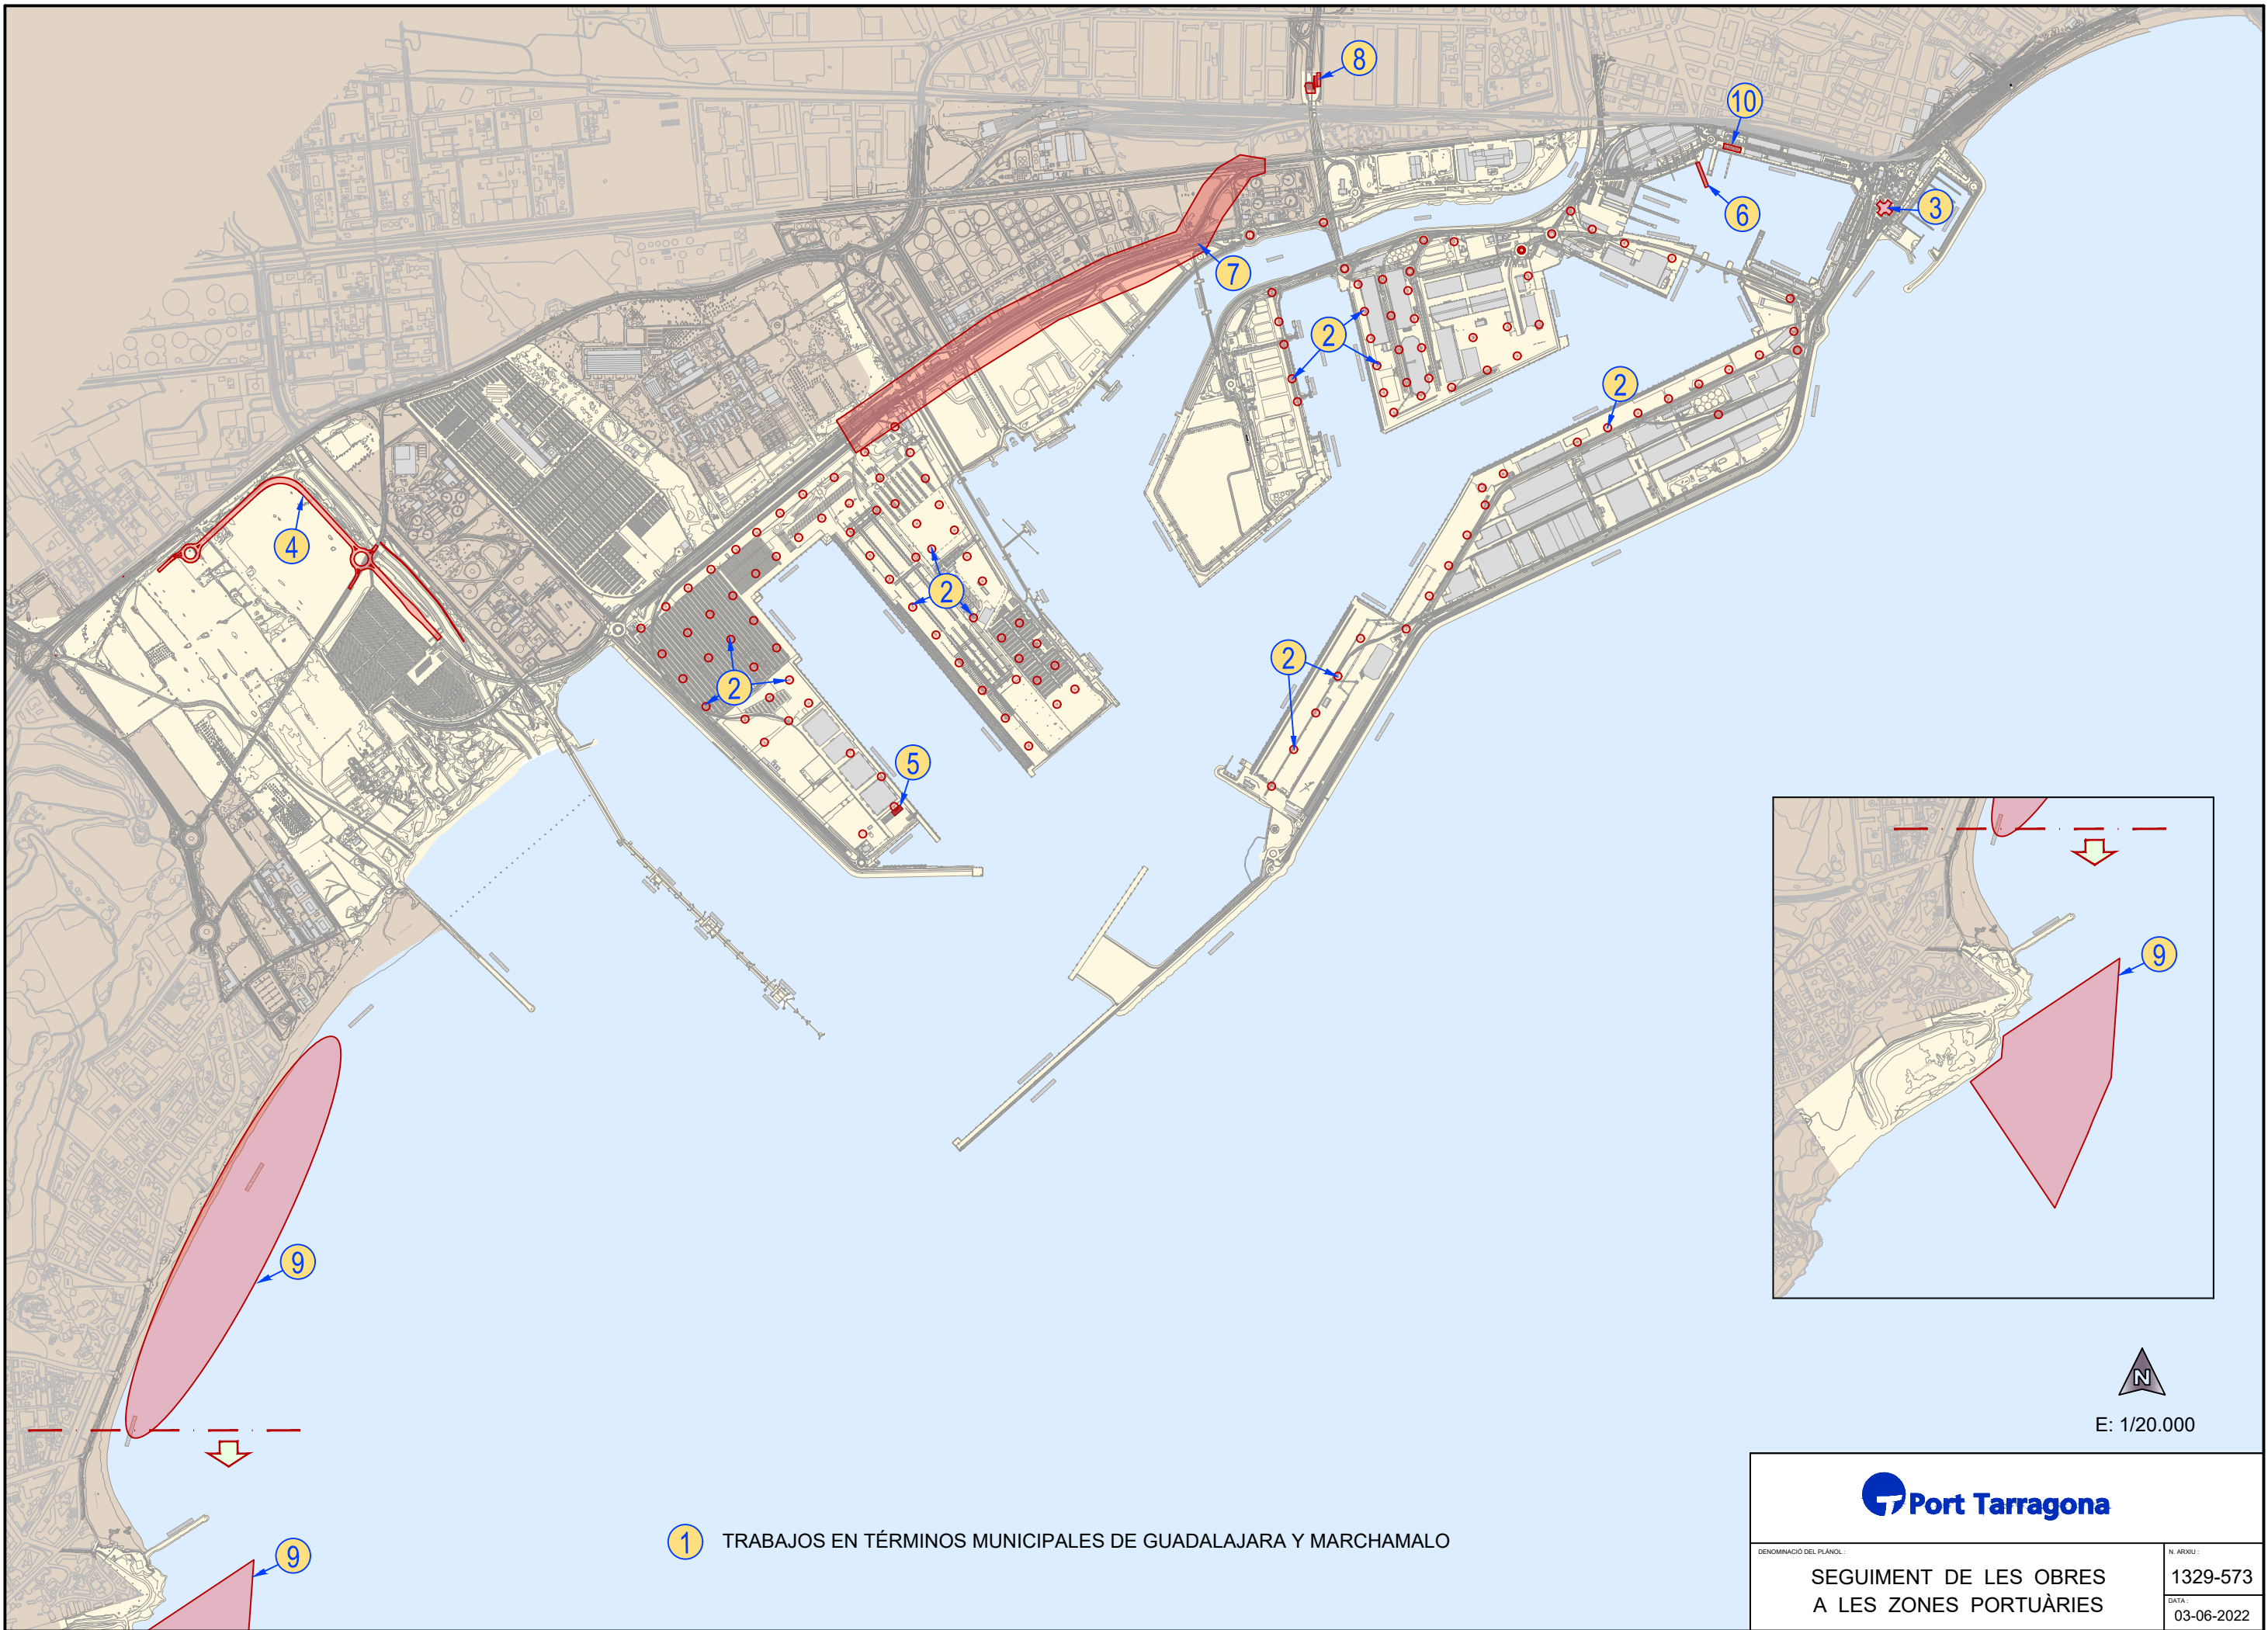 8
10
3
6
7
2
2
4
2
2
2
5
9
9
N
E: 1/20.000
9
1 TRABAJOS EN TÉRMINOS MUNICIPALES DE GUADALAJARA Y MARCHAMALO
Port Tarragona
DENOMINACIÓ DEL PLÀNOL :
SEGUIMENT DE LES OBRES
A LES ZONES PORTUÀRIES
N. ARXIU :
1329-573
DATA :
03-06-2022